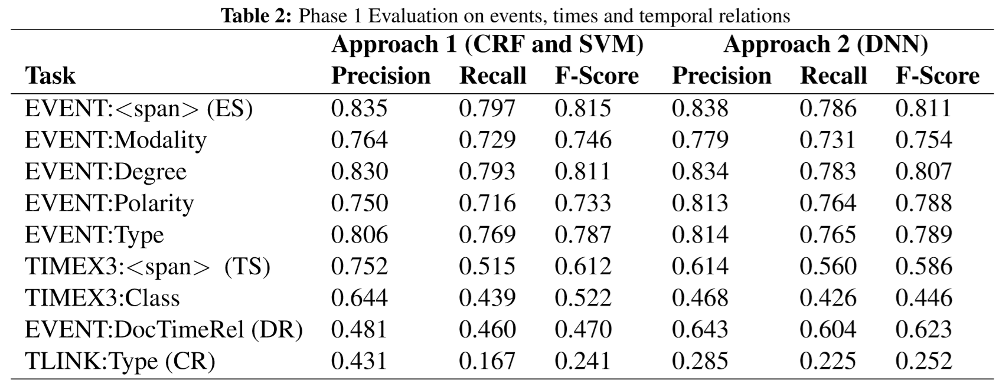 Table 2: Phase 1 Evaluation on events, times and temporal relations
Approach 1 (CRF and SVM) Approach 2 (DNN)
Task Precision Recall F-Score Precision Recall F-Score
EVENT:<span> (ES) 0.835 0.797 0.815 0.838 0.786 0.811
EVENT:Modality 0.764 0.729 0.746 0.779 0.731 0.754
EVENT:Degree 0.830 0.793 0.811 0.834 0.783 0.807
EVENT:Polarity 0.750 0.716 0.733 0.813 0.764 0.788
EVENT:Type 0.806 0.769 0.787 0.814 0.765 0.789
TIMEX3:<span> (TS) 0.752 0.515 0.612 0.614 0.560 0.586
TIMEX3:Class 0.644 0.439 0.522 0.468 0.426 0.446
EVENT:DocTimeRel (DR) 0.481 0.460 0.470 0.643 0.604 0.623
TLINK:Type (CR) 0.431 0.167 0.241 0.285 0.225 0.252